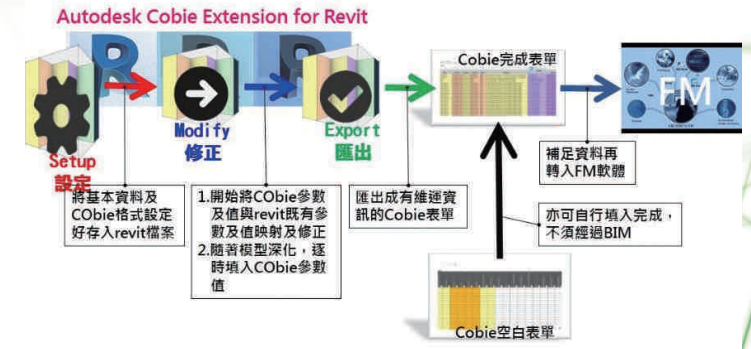 Autodesk Cobie Extension for Revit
Setup
設定
Modify
修正
Export
匯出
Cobie完成表單
FM
將基本資料及
CObie格式設定
好存入revit檔案
1.開始將CObie參數
及值與revit既有參
數及值映射及修正
2.隨著模型深化，逐
時填入CObie參數
值
匯出成有維運資
訊的Cobie表單
補足資料再
轉入FM軟體
亦可自行填入完成，
不須經過BIM
Cobie空白表單